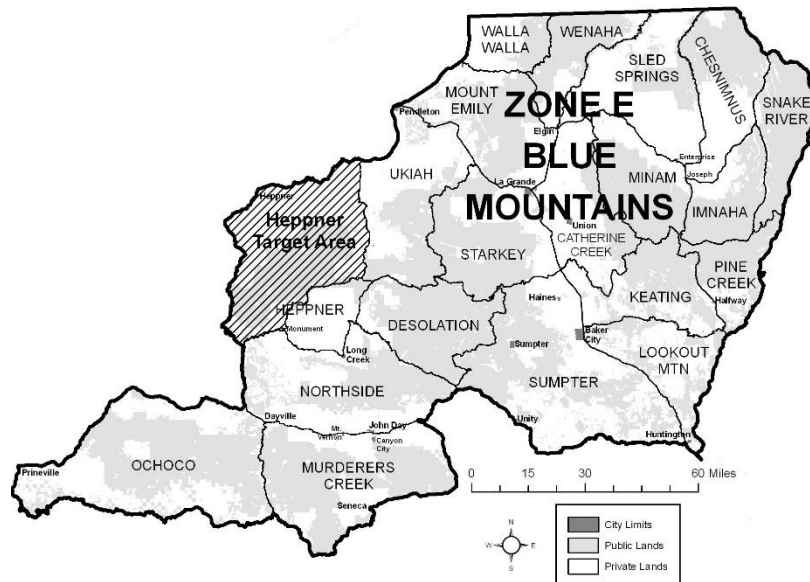 WALLA
WALLA
WENAHA
SLED
SPRINGS
CHESNIMNUS
SNAKE
RIVER
MOUNT
EMILY
ZONE E
BLUE
MOUNTAINS
Pendleton
Elgin
Enterprise
Joseph
UKIAH
La Grande
MINAM
IMNAHA
Heppner
Heppner
Target Area
Union
CATHERINE
CREEK
STARKEY
PINE
CREEK
Halfway
KEATING
Haines
HEPPNER
Monument
DESOLATION
Baker
City
Sumpter
LOOKOUT
MTN
Long
Creek
NORTHSIDE
SUMPTER
Unity
Huntington
Dayville
Mt.
Vernon
John Day
Canyon
City
OCHOCO
Prineville
MURDERERS
CREEK
Seneca
0 15 30 60 Miles
N
W E
S
City Limits
Public Lands
Private Lands